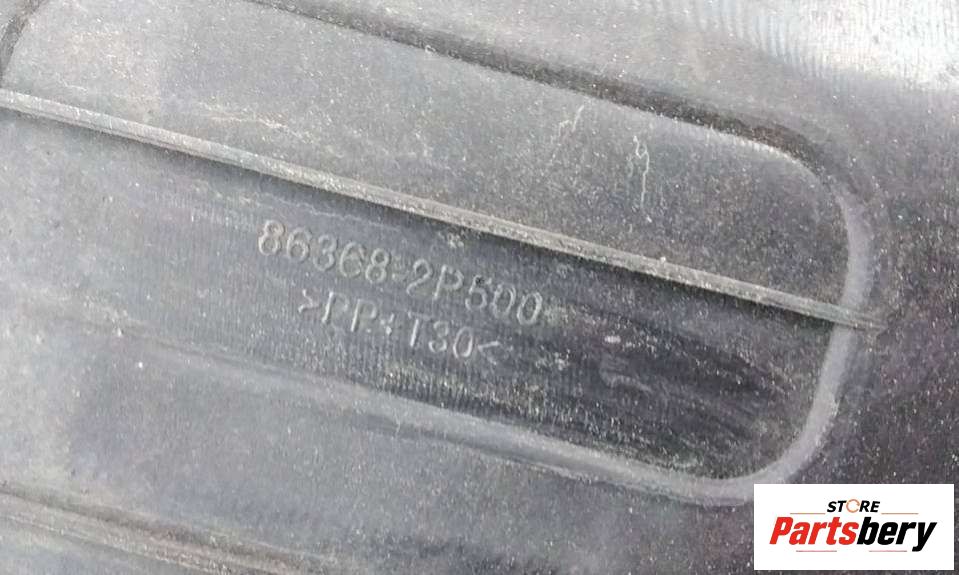 86368-2P500
>PP+T30<
STORE
Partsbery